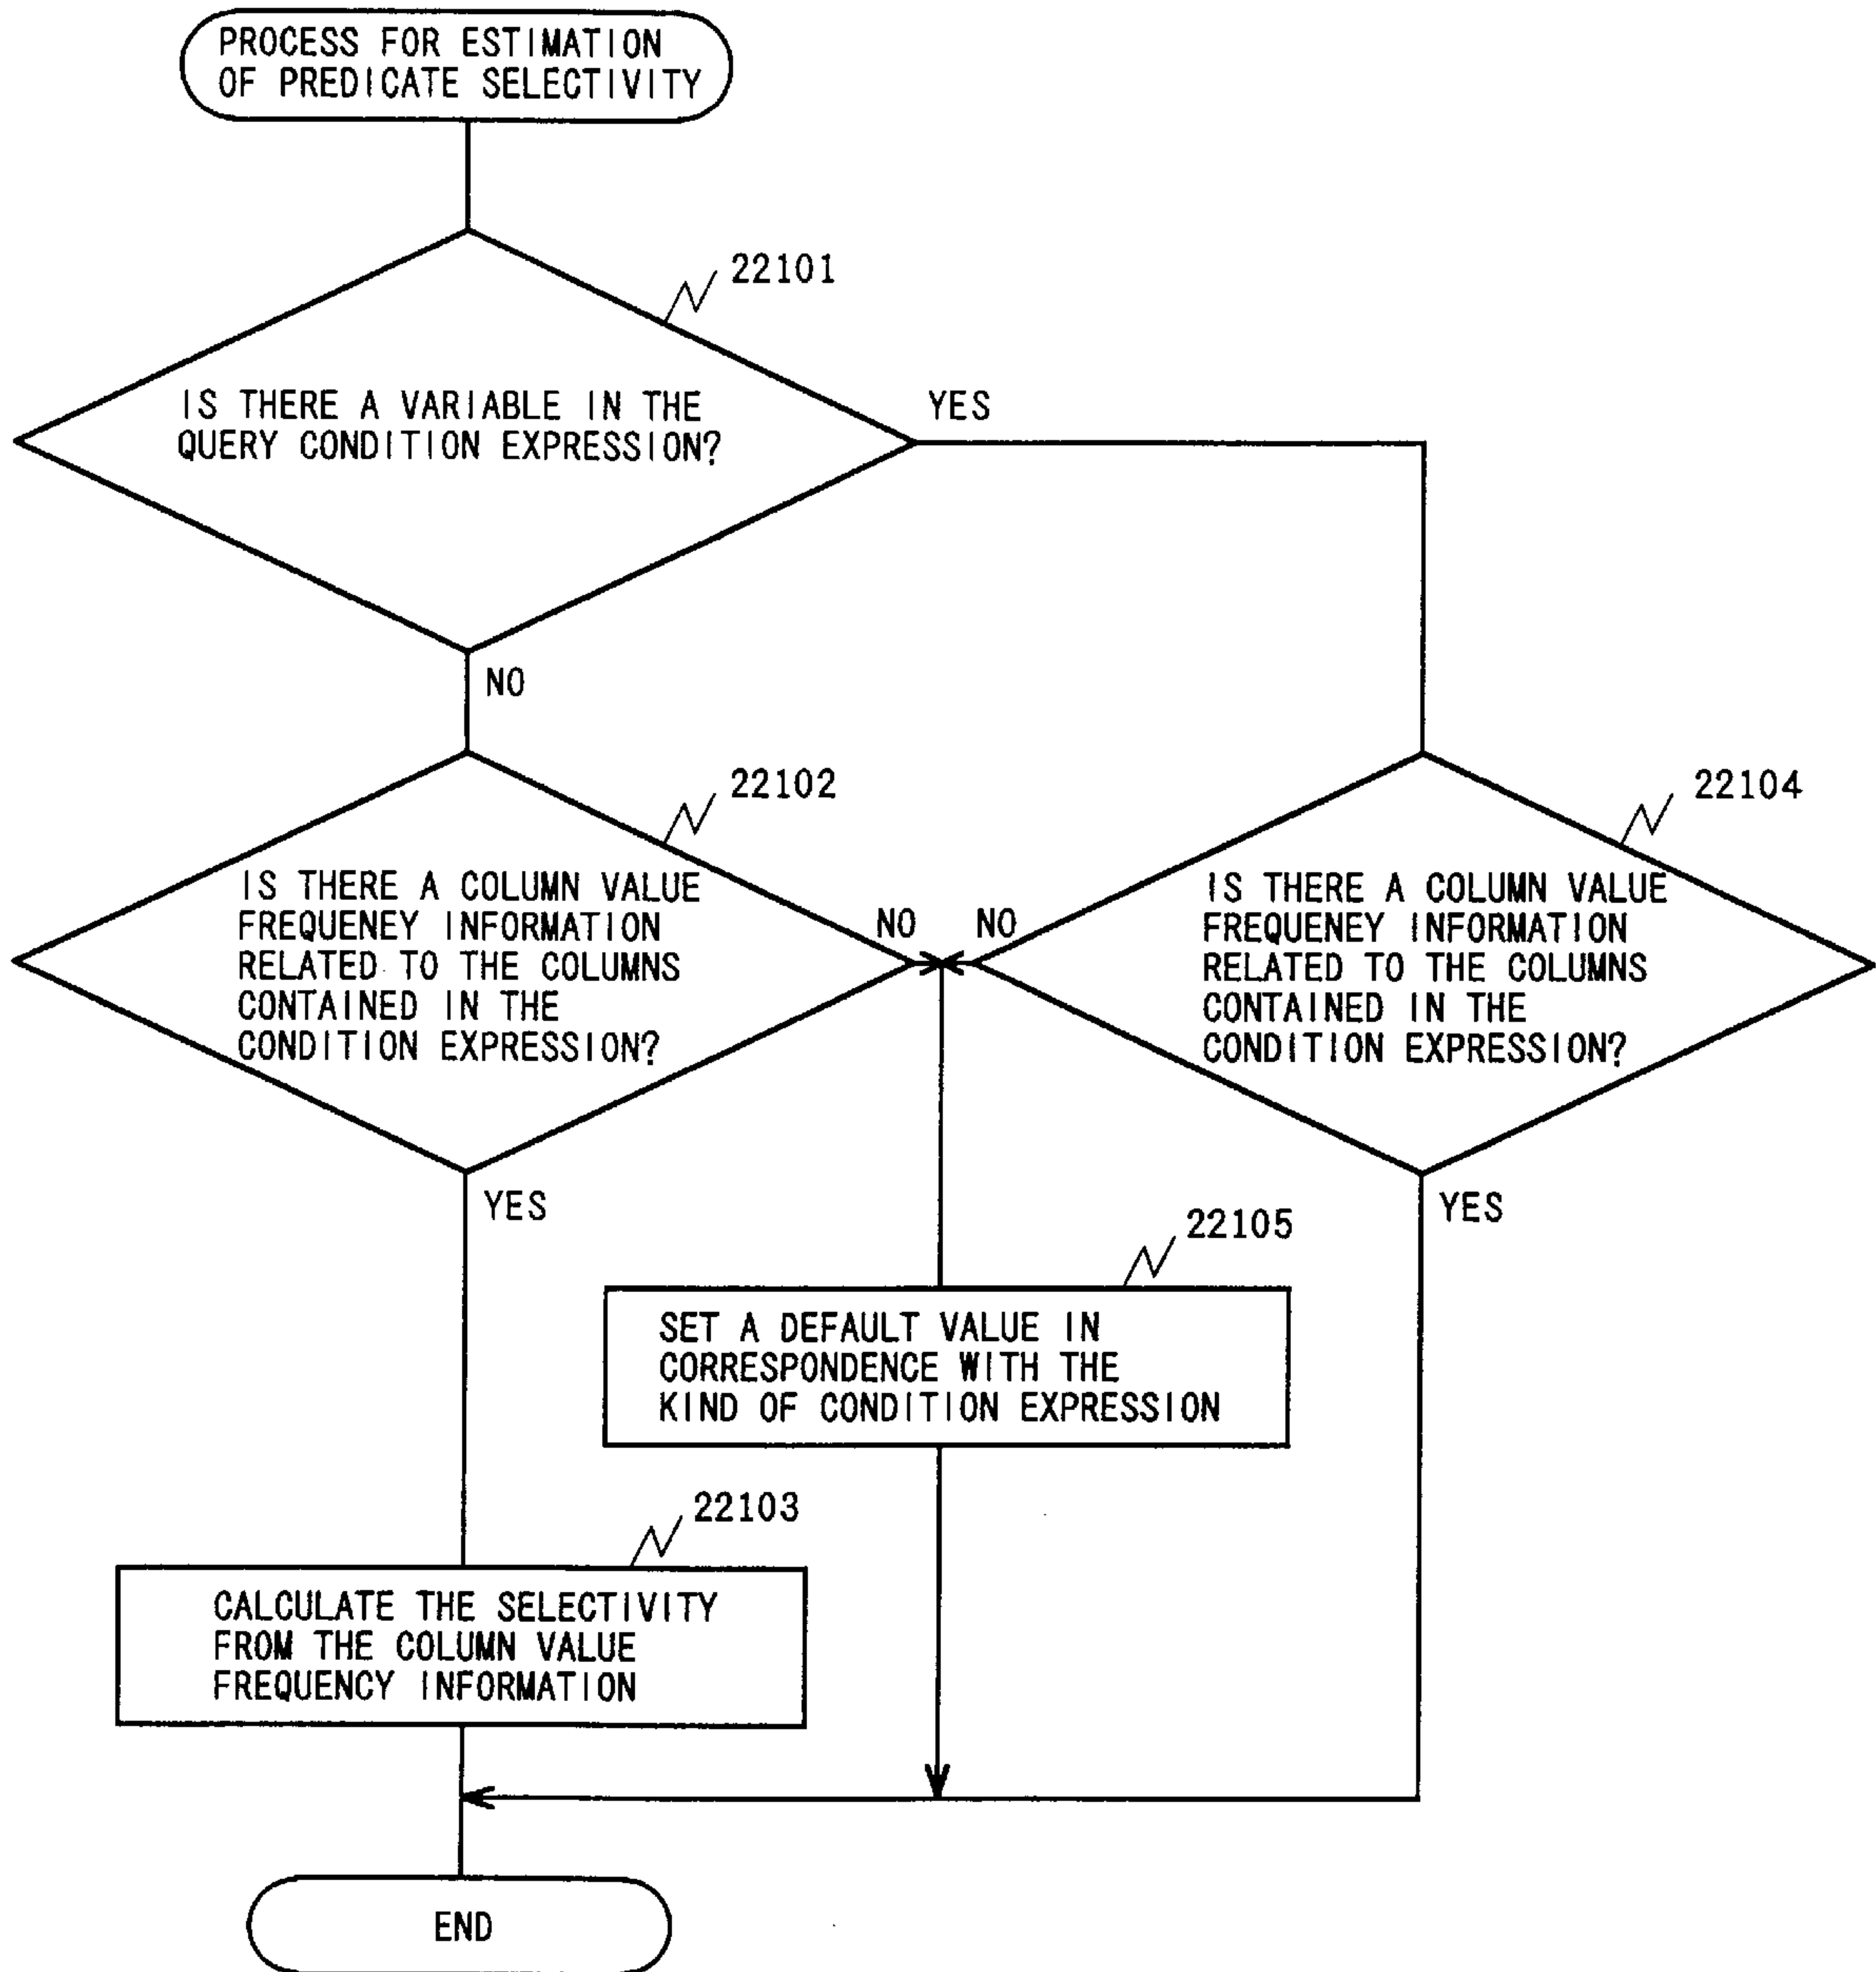 PROCESS FOR ESTIMATION
OF PREDICATE SELECTIVITY
22101
IS THERE A VARIABLE IN THE
QUERY CONDITION EXPRESSION?
YES
NO
22102
IS THERE A COLUMN VALUE
FREQUENEY INFORMATION
RELATED TO THE COLUMNS
CONTAINED IN THE
CONDITION EXPRESSION?
NO
NO
22104
IS THERE A COLUMN VALUE
FREQUENEY INFORMATION
RELATED TO THE COLUMNS
CONTAINED IN THE
CONDITION EXPRESSION?
YES
YES
22105
SET A DEFAULT VALUE IN
CORRESPONDENCE WITH THE
KIND OF CONDITION EXPRESSION
22103
CALCULATE THE SELECTIVITY
FROM THE COLUMN VALUE
FREQUENCY INFORMATION
END